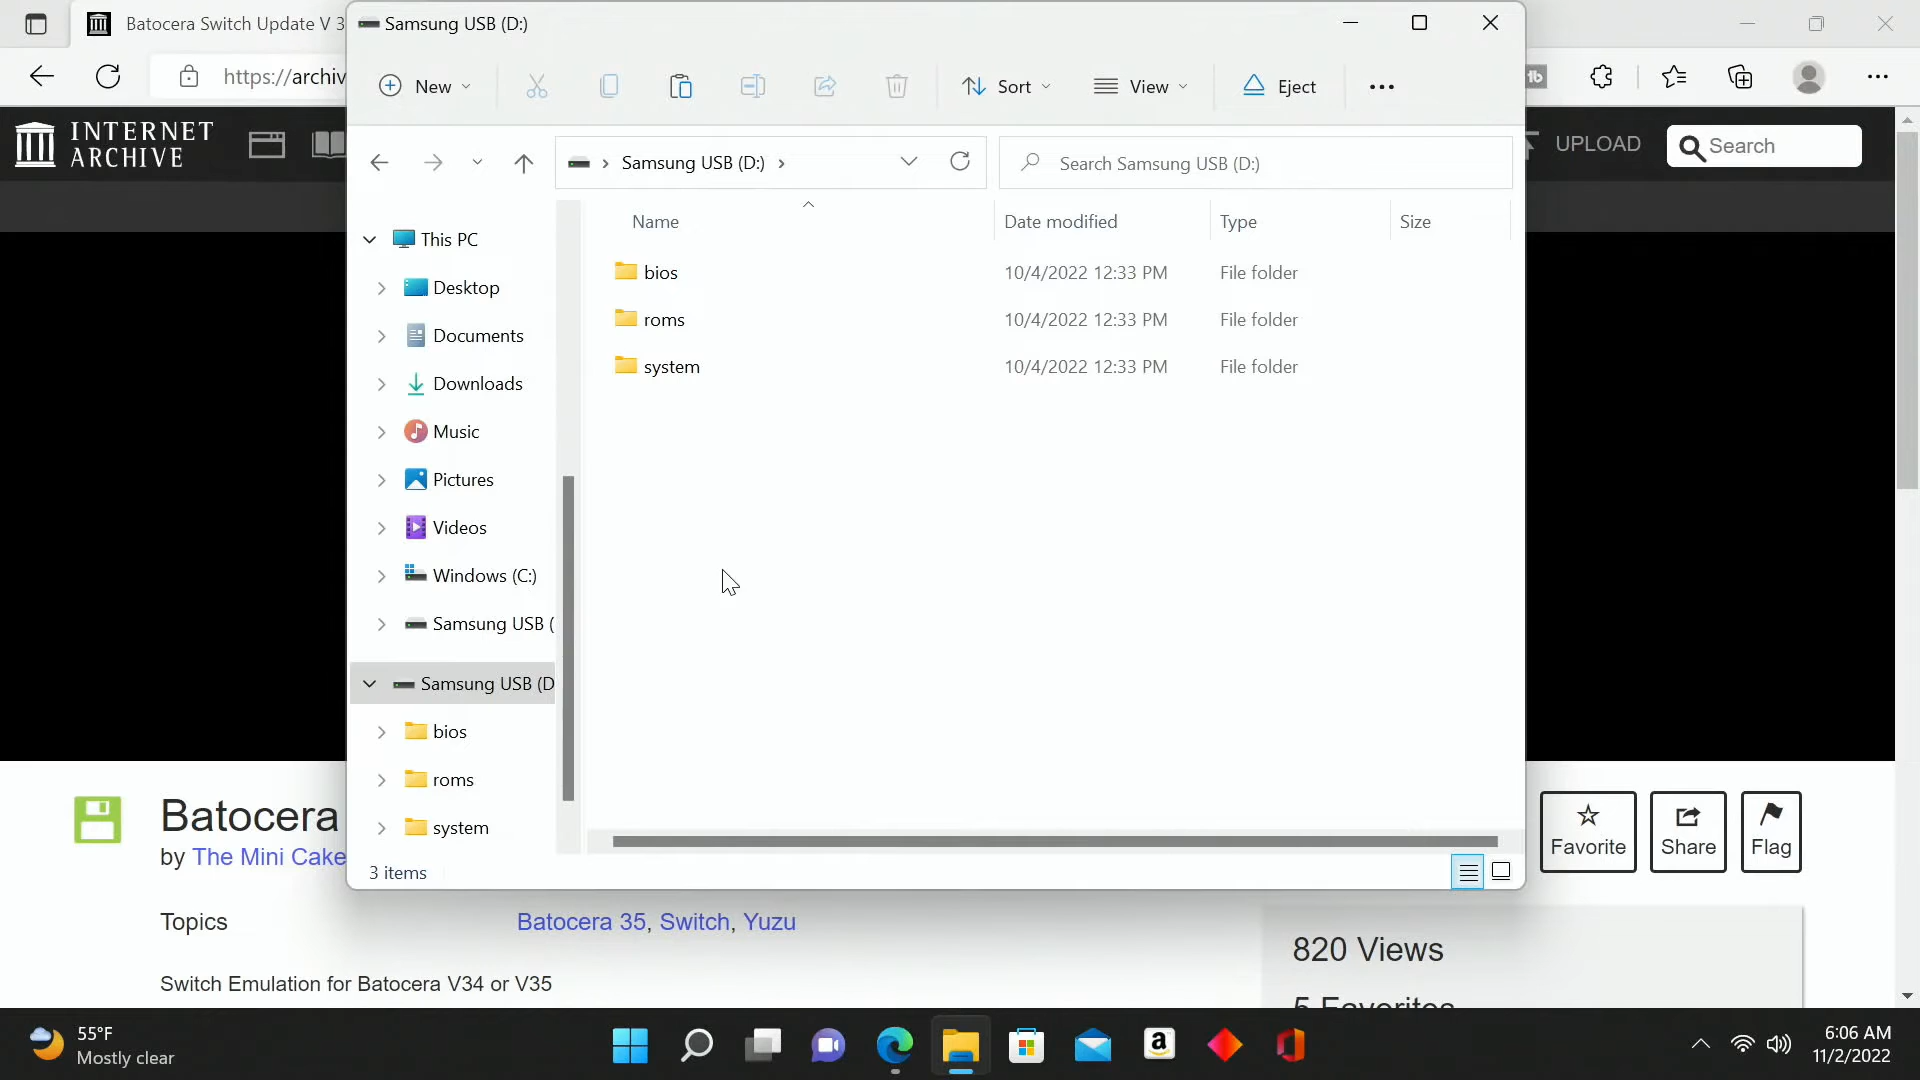 Batocera Switch Update V 3
Samsung USB (D:)
https://archiv
New
Sort
View
Eject
INTERNET
ARCHIVE
Samsung USB (D:)
Search Samsung USB (D:)
UPLOAD
Search
Name
Date modified
Type
Size
This PC
Desktop
Documents
Downloads
Music
Pictures
Videos
Windows (C:)
Samsung USB (
Samsung USB (D
bios
roms
system
bios 10/4/2022 12:33 PM File folder
roms 10/4/2022 12:33 PM File folder
system 10/4/2022 12:33 PM File folder
3 items
Batocera
by The Mini Cake
Favorite
Share
Flag
Topics
Batocera 35, Switch, Yuzu
820 Views
5 Favorites
Switch Emulation for Batocera V34 or V35
55°F
Mostly clear
a
6:06 AM
11/2/2022